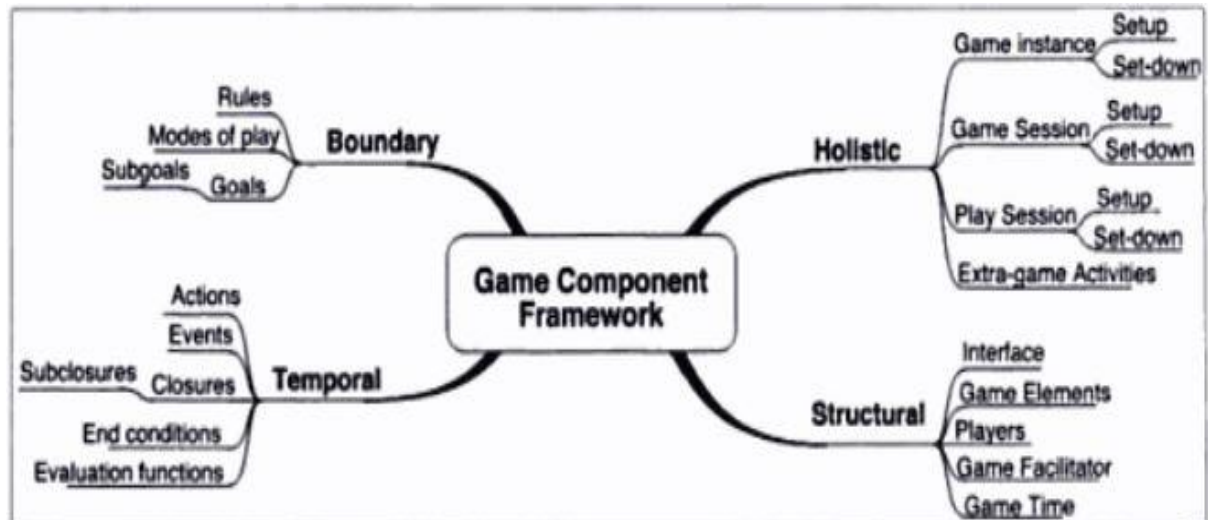 Game Component
Framework
Boundary
Rules
Modes of play
Goals
Subgoals
Temporal
Actions
Events
Closures
Subclosures
End conditions
Evaluation functions
Holistic
Game instance
Setup
Set-down
Game Session
Setup
Set-down
Play Session
Setup
Set-down
Extra-game Activities
Structural
Interface
Game Elements
Players
Game Facilitator
Game Time